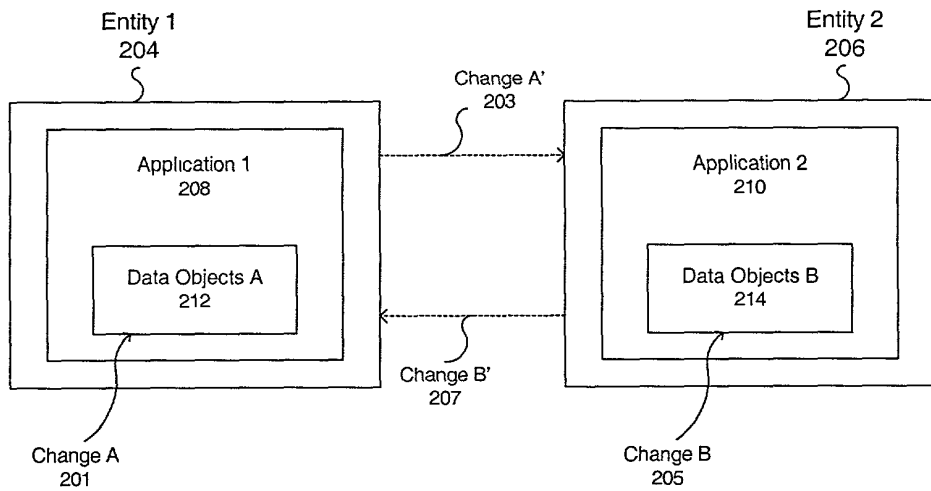 Entity 1
204
Entity 2
206
Change A'
203
Application 1
208
Application 2
210
Data Objects A
212
Data Objects B
214
Change B'
207
Change A
201
Change B
205